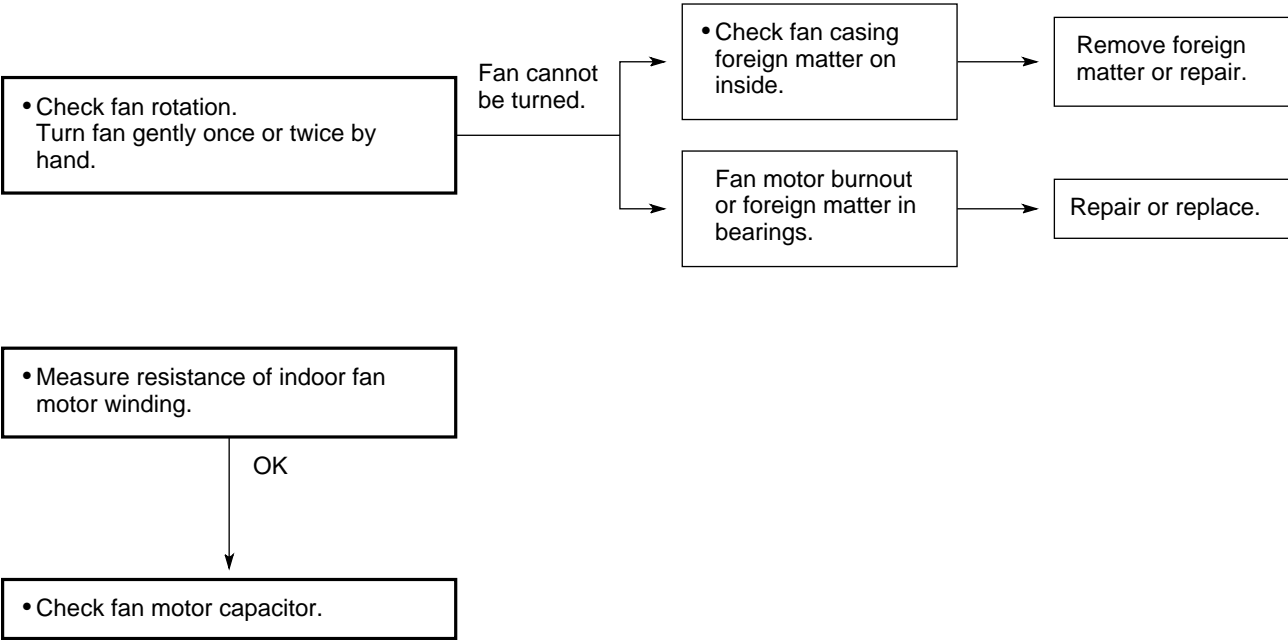 • Check fan rotation.
Turn fan gently once or twice by
hand.
Fan cannot
be turned.
• Check fan casing
foreign matter on
inside.
Remove foreign
matter or repair.
Fan motor burnout
or foreign matter in
bearings.
Repair or replace.
• Measure resistance of indoor fan
motor winding.
OK
• Check fan motor capacitor.